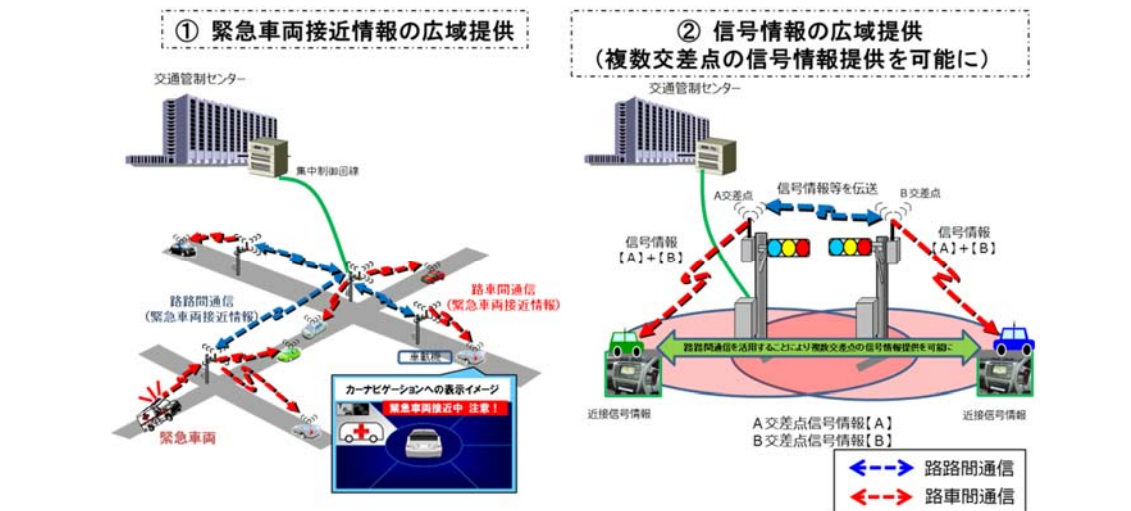 ① 緊急車両接近情報の広域提供
交通管制センター
集中制御回線
路路間通信
(緊急車両接近情報)
路車間通信
(緊急車両接近情報)
車載機
カーナビゲーションへの表示イメージ
緊急車両接近中 注意！
緊急車両
② 信号情報の広域提供
(複数交差点の信号情報提供を可能に)
交通管制センター
A交差点
信号情報等を伝送
B交差点
信号情報
【A】+【B】
信号情報
【A】+【B】
路路間通信を活用することにより複数交差点の信号情報提供を可能に
近接信号情報
近接信号情報
A交差点信号情報【A】
B交差点信号情報【B】
路路間通信
路車間通信